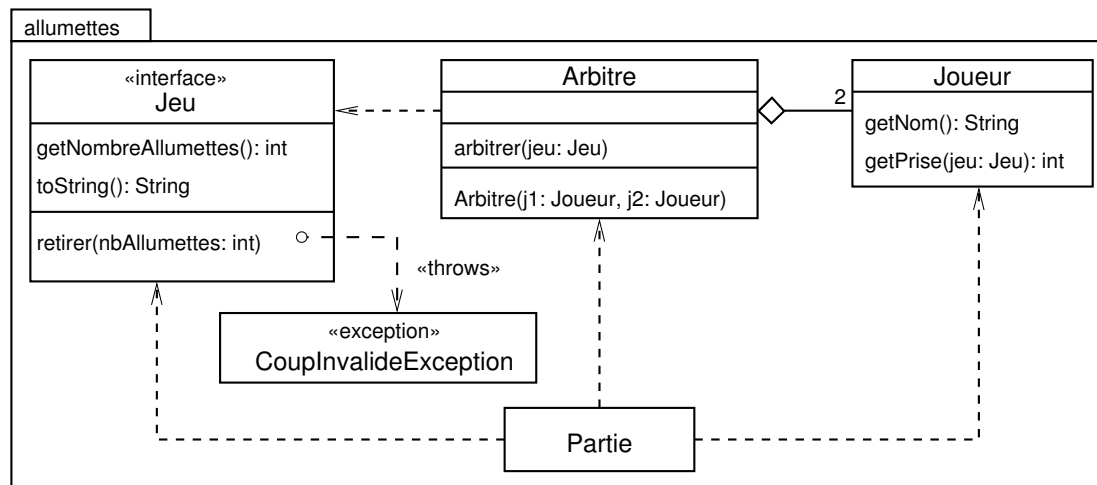 allumettes
«interface»
Jeu
getNombreAllumettes(): int
toString(): String
retirer(nbAllumettes: int)
«throws»
«exception»
CoupInvalideException
Arbitre
arbitrer(jeu: Jeu)
Arbitre(j1: Joueur, j2: Joueur)
2
Joueur
getNom(): String
getPrise(jeu: Jeu): int
Partie